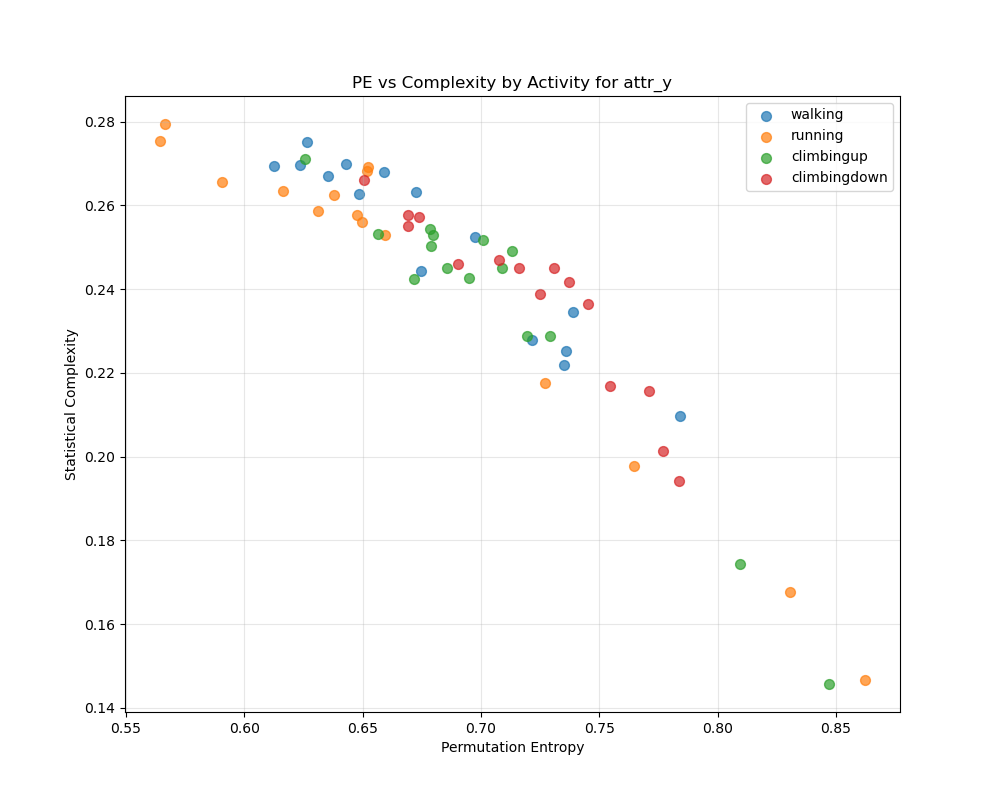 PE vs Complexity by Activity for attr_y
walking
running
climbingup
climbingdown
0.28
0.26
0.24
0.22
0.20
0.18
0.16
0.14
Statistical Complexity
0.55 0.60 0.65 0.70 0.75 0.80 0.85
Permutation Entropy